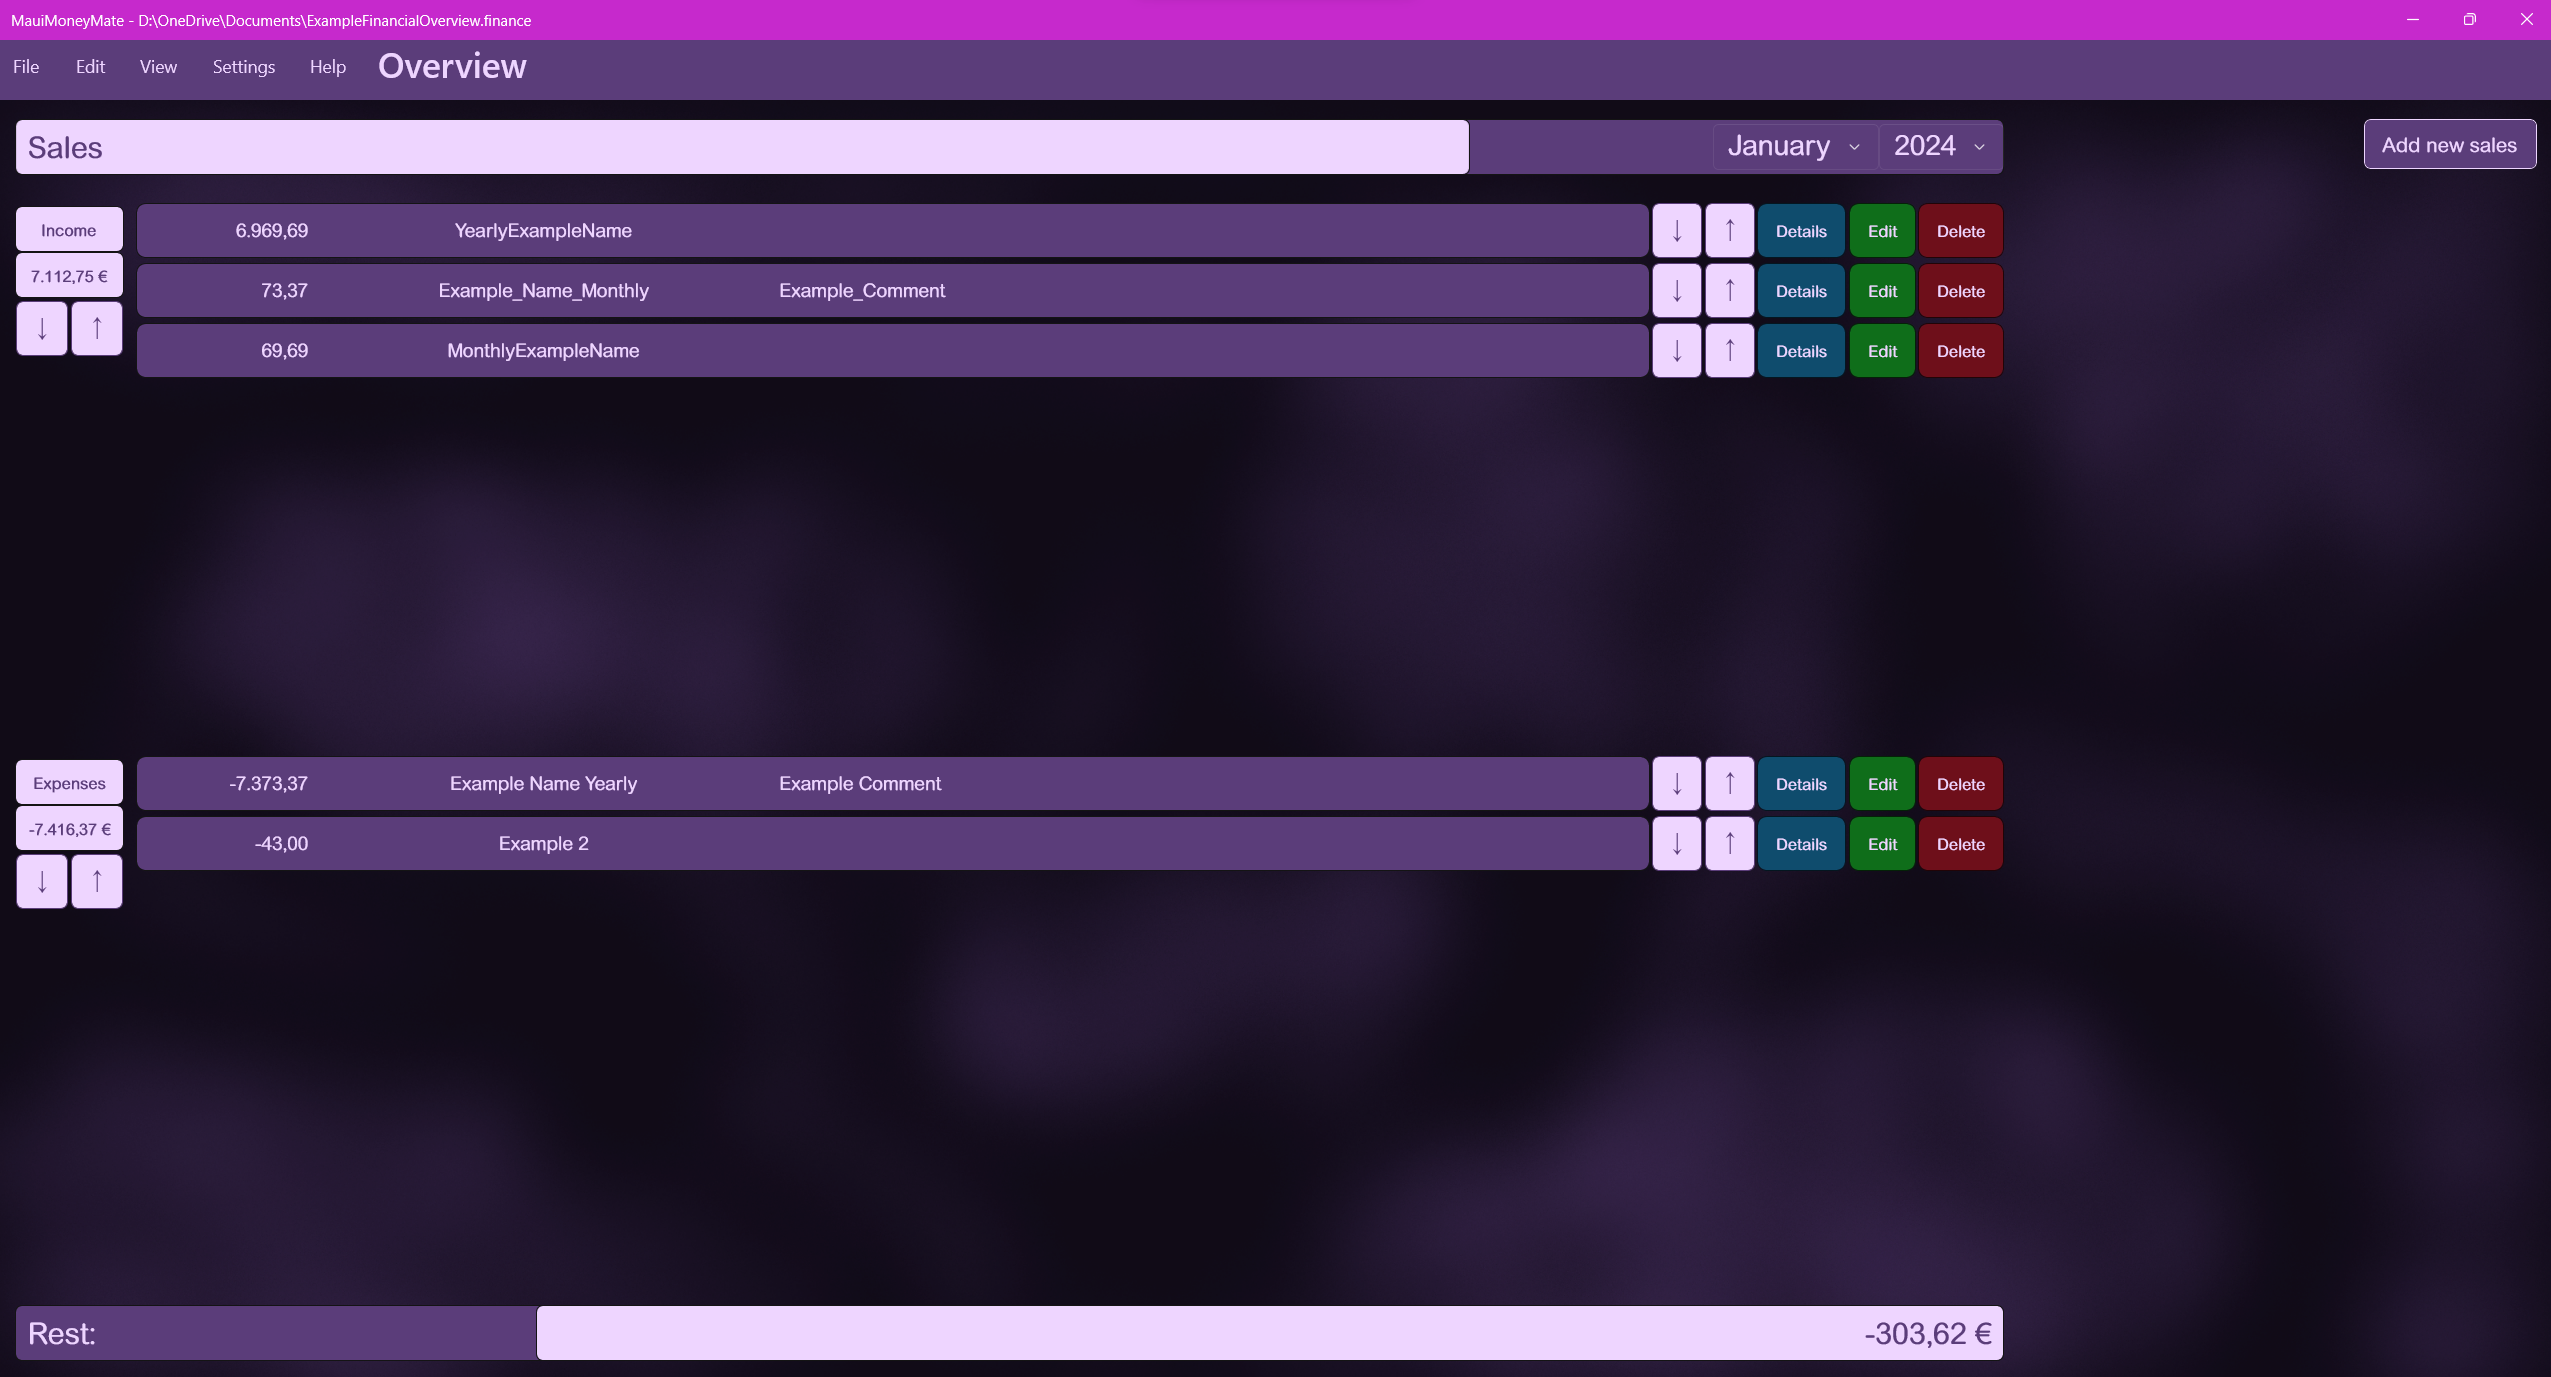 MauiMoneyMate - D:\OneDrive\Documents\ExampleFinancialOverview.finance
File Edit View Settings Help Overview
Sales January 2024 Add new sales
Income 6.969,69 YearlyExampleName ↓ ↑ Details Edit Delete
7.112,75 € 73,37 Example_Name_Monthly Example_Comment ↓ ↑ Details Edit Delete
↓ ↑ 69,69 MonthlyExampleName ↓ ↑ Details Edit Delete
Expenses -7.373,37 Example Name Yearly Example Comment ↓ ↑ Details Edit Delete
-7.416,37 € -43,00 Example 2 ↓ ↑ Details Edit Delete
↓ ↑
Rest: -303,62 €